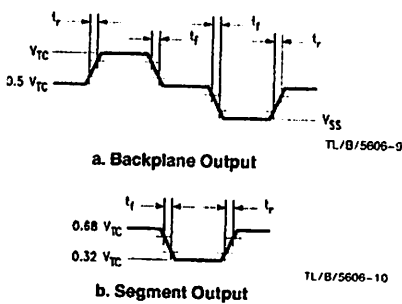 tr tf tf tr
VTC
0.5 VTC
VSS
TL/B/5606-9
a. Backplane Output
tf tr
0.68 VTC
0.32 VTC
TL/B/5606-10
b. Segment Output